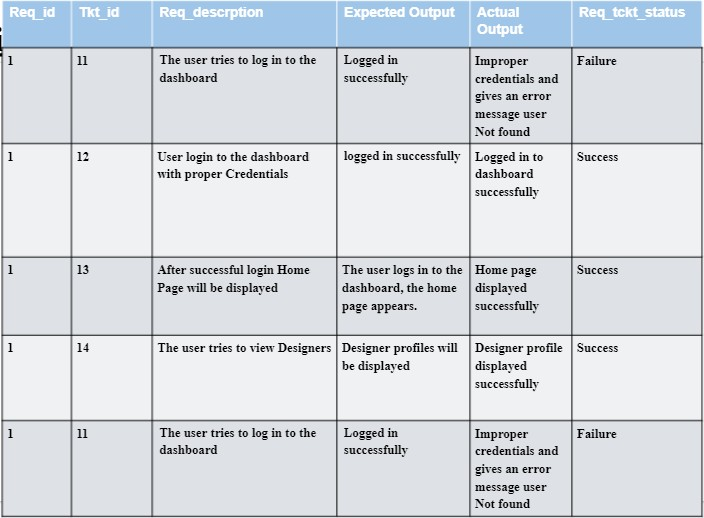 Req_id Tkt_id Req_descrption Expected Output Actual Output Req_tckt_status
1 11 The user tries to log in to the dashboard Logged in successfully Improper credentials and gives an error message user Not found Failure
1 12 User login to the dashboard with proper Credentials logged in successfully Logged in to dashboard successfully Success
1 13 After successful login Home Page will be displayed The user logs in to the dashboard, the home page appears. Home page displayed successfully Success
1 14 The user tries to view Designers Designer profiles will be displayed Designer profile displayed successfully Success
1 11 The user tries to log in to the dashboard Logged in successfully Improper credentials and gives an error message user Not found Failure